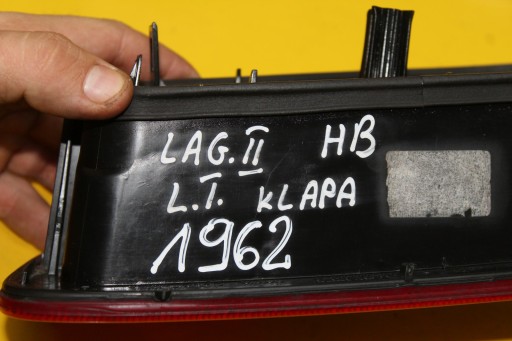 LAG. II HB
L.T. KLAPA
1962